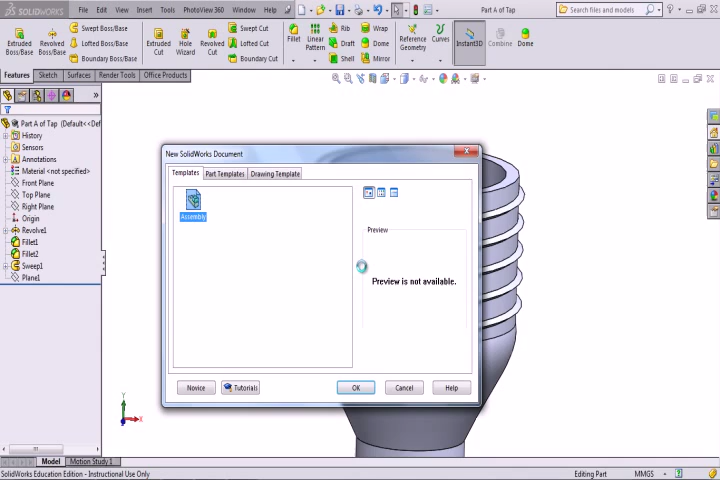 SOLIDWORKS File Edit View Insert Tools PhotoView 360 Window Help Part A of Tap Search files and models
Extruded Boss/Base
Revolved Boss/Base
Swept Boss/Base
Lofted Boss/Base
Boundary Boss/Base
Extruded Cut
Hole Wizard
Revolved Cut
Swept Cut
Lofted Cut
Boundary Cut
Fillet
Linear Pattern
Rib
Draft
Shell
Wrap
Dome
Mirror
Reference Geometry
Curves
Instant3D
Combine
Dome
Features Sketch Surfaces Render Tools Office Products
Part A of Tap (Default<<Def
History
Sensors
Annotations
Material <not specified>
Front Plane
Top Plane
Right Plane
Origin
Revolve1
Fillet1
Fillet2
Sweep1
Plane1
New SolidWorks Document
Templates Part Templates Drawing Template
Assembly
Preview
Preview is not available.
Novice Tutorials OK Cancel Help
Y
X
Model Motion Study 1
SolidWorks Education Edition - Instructional Use Only Editing Part MMGS